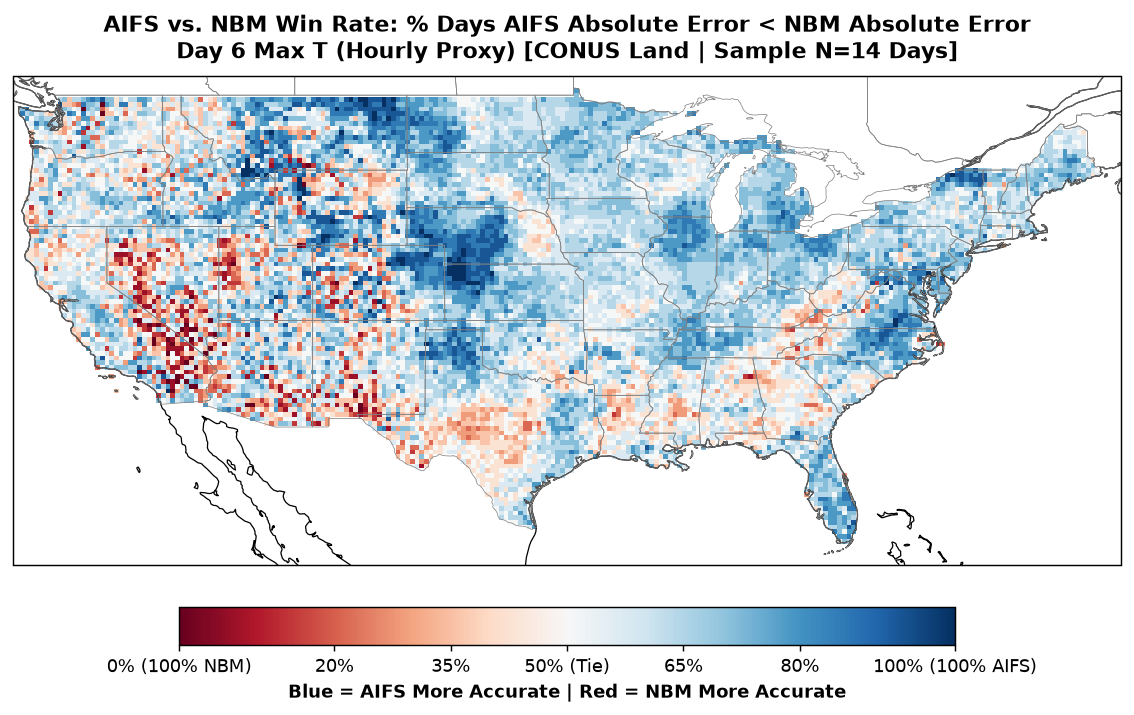 AIFS vs. NBM Win Rate: % Days AIFS Absolute Error < NBM Absolute Error
Day 6 Max T (Hourly Proxy) [CONUS Land | Sample N=14 Days]
0% (100% NBM) 20% 35% 50% (Tie) 65% 80% 100% (100% AIFS)
Blue = AIFS More Accurate | Red = NBM More Accurate